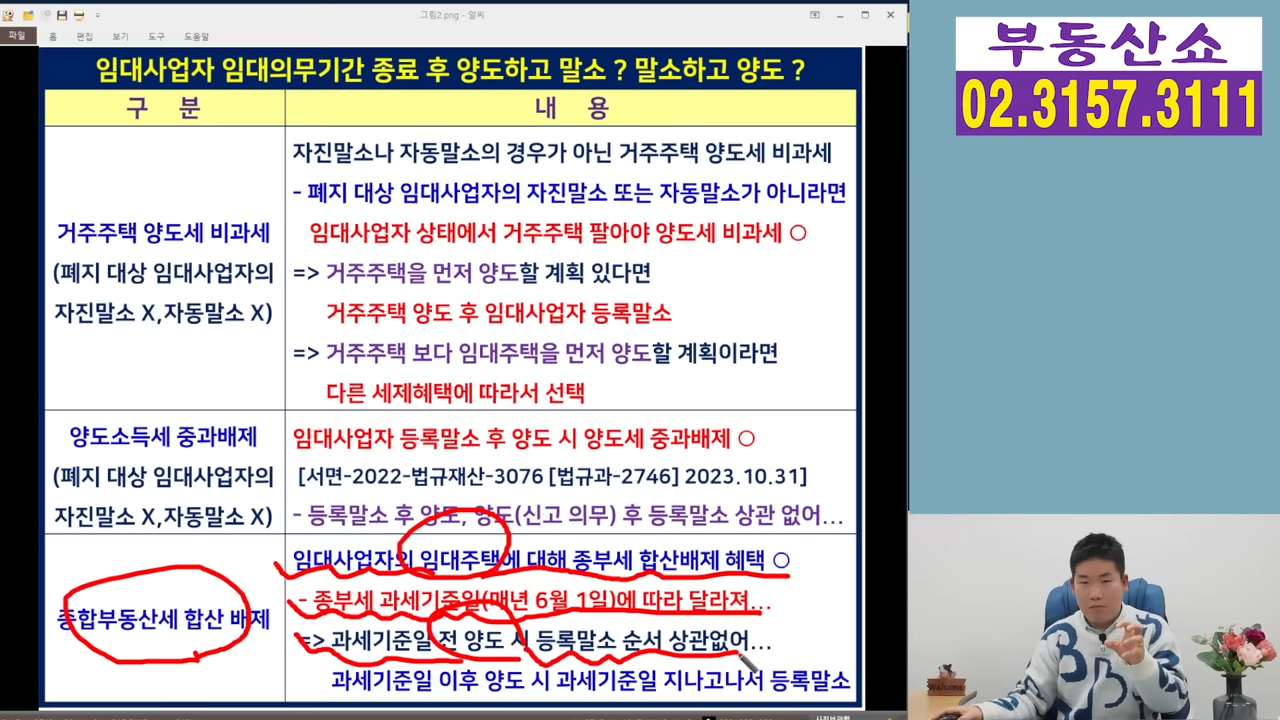 그림2.png - 알씨
파일 홈 편집 보기 도구 도움말
임대사업자 임대의무기간 종료 후 양도하고 말소 ? 말소하고 양도 ?
구 분
내 용
거주주택 양도세 비과세
(폐지 대상 임대사업자의
자진말소 X,자동말소 X)
자진말소나 자동말소의 경우가 아닌 거주주택 양도세 비과세
- 폐지 대상 임대사업자의 자진말소 또는 자동말소가 아니라면
임대사업자 상태에서 거주주택 팔아야 양도세 비과세 ○
=> 거주주택을 먼저 양도할 계획 있다면
거주주택 양도 후 임대사업자 등록말소
=> 거주주택 보다 임대주택을 먼저 양도할 계획이라면
다른 세제혜택에 따라서 선택
양도소득세 중과배제
(폐지 대상 임대사업자의
자진말소 X,자동말소 X)
임대사업자 등록말소 후 양도 시 양도세 중과배제 ○
[서면-2022-법규재산-3076 [법규과-2746] 2023.10.31]
- 등록말소 후 양도, 양도(신고 의무) 후 등록말소 상관 없어...
종합부동산세 합산 배제
임대사업자의 임대주택에 대해 종부세 합산배제 혜택 ○
- 종부세 과세기준일(매년 6월 1일)에 따라 달라져...
=> 과세기준일 전 양도 시 등록말소 순서 상관없어...
과세기준일 이후 양도 시 과세기준일 지나고나서 등록말소
부동산쇼
02.3157.3111
Welcome